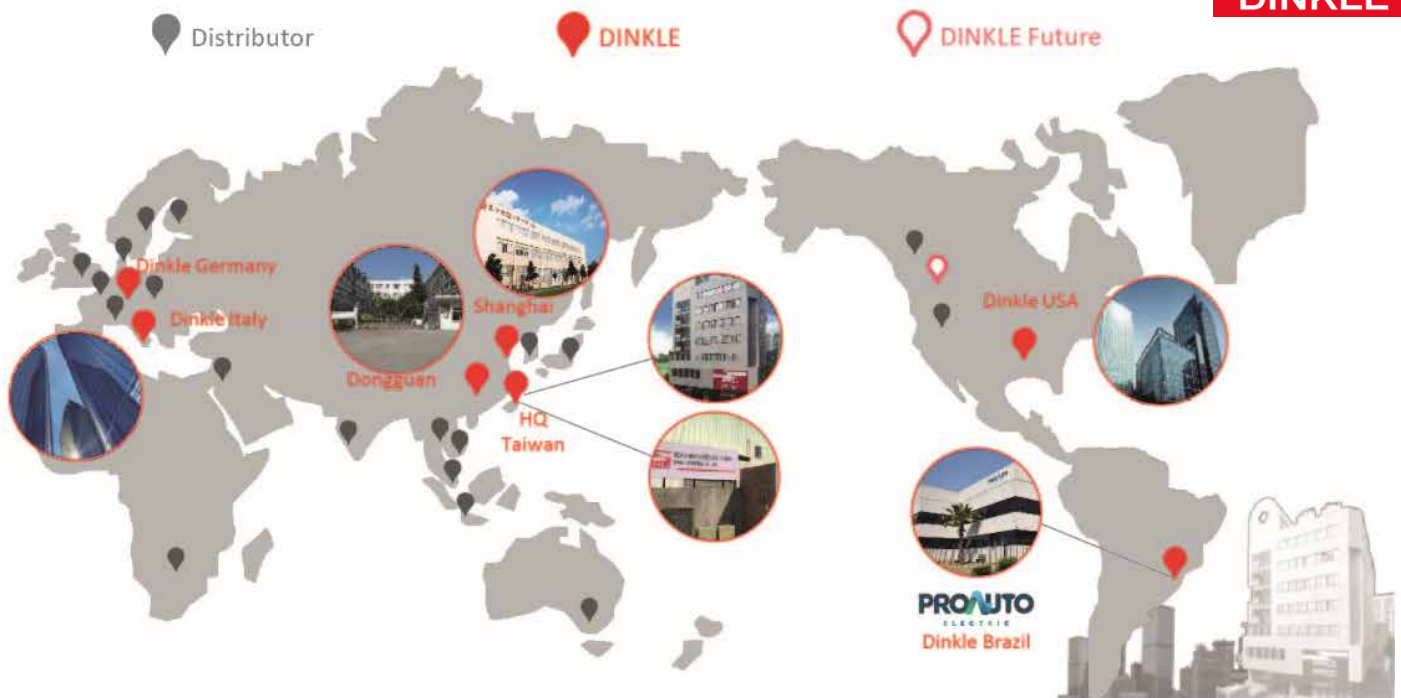 DINKLE
Distributor
DINKLE
DINKLE Future
Dinkle Germany
Dinkle Italy
Shanghai
Dongguan
HQ
Taiwan
Dinkle USA
PROAUTO
ELECTRIC
Dinkle Brazil